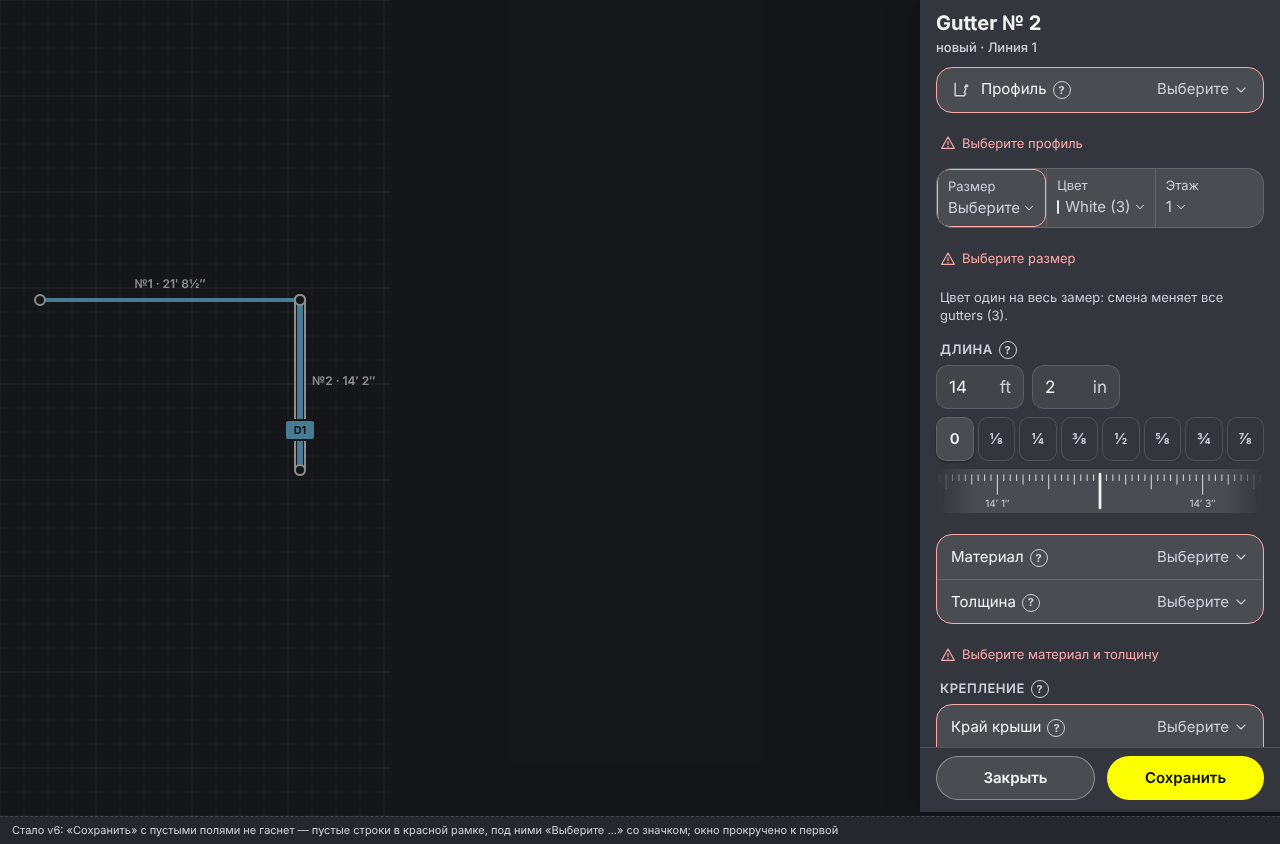 Gutter № 2
новый · Линия 1
Профиль ? Выберите
Выберите профиль
Размер Цвет Этаж
Выберите White (3) 1
Выберите размер
Цвет один на весь замер: смена меняет все
gutters (3).
ДЛИНА ?
14 ft 2 in
0 ⅛ ¼ ⅜ ½ ⅝ ¾ ⅞
14′ 1″ 14′ 3″
Материал ? Выберите
Толщина ? Выберите
Выберите материал и толщину
КРЕПЛЕНИЕ ?
Край крыши ? Выберите
Закрыть Сохранить
№1 · 21′ 8½″
№2 · 14′ 2″
D1
Стало v6: «Сохранить» с пустыми полями не гаснет — пустые строки в красной рамке, под ними «Выберите …» со значком; окно прокручено к первой